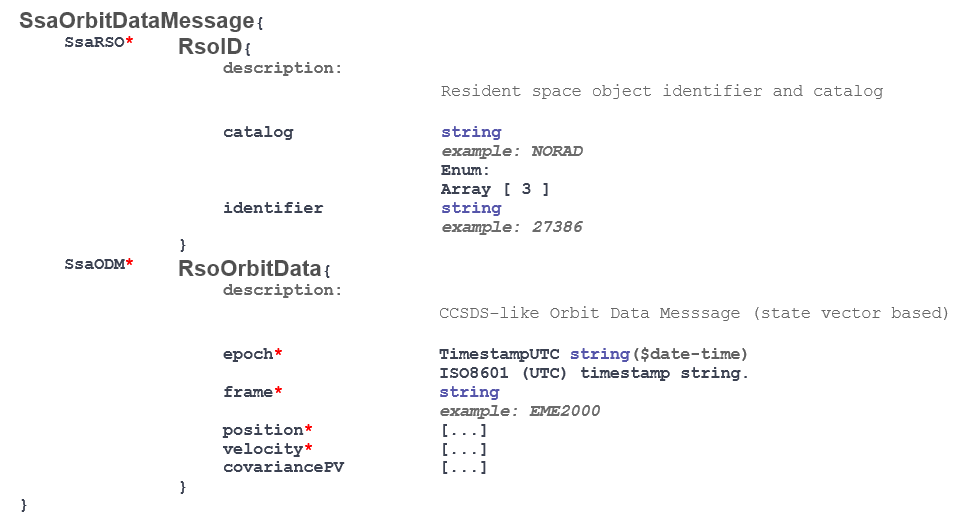 SsaOrbitDataMessage{
SsaRSO* RsoID{
description:
Resident space object identifier and catalog
catalog string
example: NORAD
Enum:
Array [ 3 ]
identifier string
example: 27386
}
SsaODM* RsoOrbitData{
description:
CCSDS-like Orbit Data Messsage (state vector based)
epoch* TimestampUTC string($date-time)
ISO8601 (UTC) timestamp string.
frame* string
example: EME2000
position* [...]
velocity* [...]
covariancePV [...]
}
}